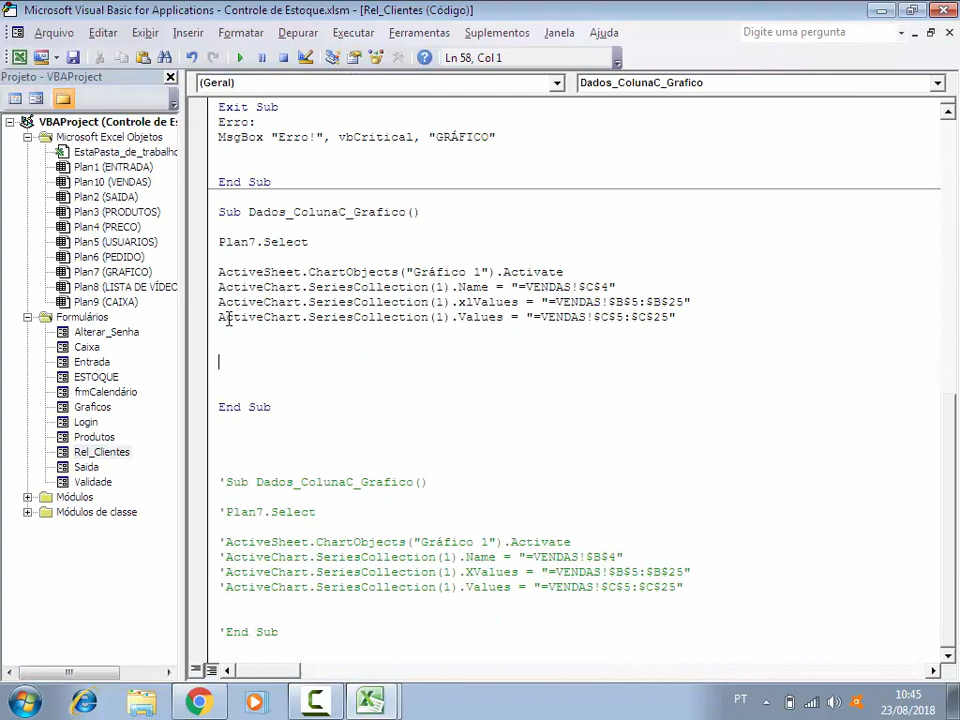 Microsoft Visual Basic for Applications - Controle de Estoque.xlsm - [Rel_Clientes (Código)]
Arquivo Editar Exibir Inserir Formatar Depurar Executar Ferramentas Suplementos Janela Ajuda
Digite uma pergunta
Ln 58, Col 1
Projeto - VBAProject
(Geral)
Dados_ColunaC_Grafico
VBAProject (Controle de Es
Microsoft Excel Objetos
EstaPasta_de_trabalho
Plan1 (ENTRADA)
Plan10 (VENDAS)
Plan2 (SAIDA)
Plan3 (PRODUTOS)
Plan4 (PRECO)
Plan5 (USUARIOS)
Plan6 (PEDIDO)
Plan7 (GRAFICO)
Plan8 (LISTA DE VÍDEO
Plan9 (CAIXA)
Formulários
Alterar_Senha
Caixa
Entrada
ESTOQUE
frmCalendário
Graficos
Login
Produtos
Rel_Clientes
Saida
Validade
Módulos
Módulos de classe
Exit Sub
Erro:
MsgBox "Erro!", vbCritical, "GRÁFICO"
End Sub
Sub Dados_ColunaC_Grafico()
Plan7.Select
ActiveSheet.ChartObjects("Gráfico 1").Activate
ActiveChart.SeriesCollection(1).Name = "=VENDAS!$C$4"
ActiveChart.SeriesCollection(1).xlValues = "=VENDAS!$B$5:$B$25"
ActiveChart.SeriesCollection(1).Values = "=VENDAS!$C$5:$C$25"
End Sub
'Sub Dados_ColunaC_Grafico()
'Plan7.Select
'ActiveSheet.ChartObjects("Gráfico 1").Activate
'ActiveChart.SeriesCollection(1).Name = "=VENDAS!$B$4"
'ActiveChart.SeriesCollection(1).XValues = "=VENDAS!$B$5:$B$25"
'ActiveChart.SeriesCollection(1).Values = "=VENDAS!$C$5:$C$25"
'End Sub
PT
10:45
23/08/2018